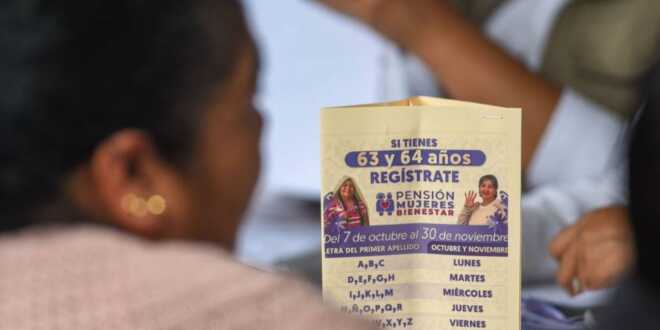 SI TIENES
63 y 64 años
REGÍSTRATE
PENSIÓN
MUJERES
BIENESTAR
Del 7 de octubre al 30 de noviembre
LETRA DEL PRIMER APELLIDO OCTUBRE Y NOVIEMBRE
A,B,C LUNES
D,E,F,G,H MARTES
I,J,K,L,M MIÉRCOLES
N,Ñ,O,P,Q,R JUEVES
,W,X,Y,Z VIERNES